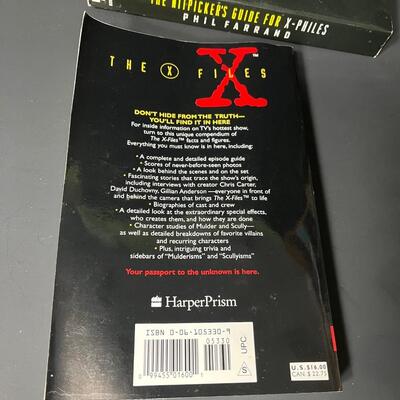 THE NITPICKER'S GUIDE FOR X-PHILES
PHIL FARRAND
THE X FILES
X™
DON'T HIDE FROM THE TRUTH—
YOU'LL FIND IT IN HERE
For inside information on TV's hottest show,
turn to this unique compendium of
The X-Files™ facts and figures.
Everything you must know is in here, including:
• A complete and detailed episode guide
• Scores of never-before-seen photos
• A look behind the scenes and on the set
• Fascinating stories that trace the show's origin,
including interviews with creator Chris Carter,
David Duchovny, Gillian Anderson—everyone in front of
and behind the camera that brings The X-Files™ to life
• Biographies of cast and crew
• A detailed look at the extraordinary special effects,
who creates them, and how they are done
• Character studies of Mulder and Scully—
as well as detailed breakdowns of favorite villains
and recurring characters
• Plus, intriguing trivia and
sidebars of "Mulderisms" and "Scullyisms"
Your passport to the unknown is here.
HarperPrism
ISBN 0-06-105330-9
05330
7 99455 01600 6
S UPC
U.S. $16.00
CAN. $22.75